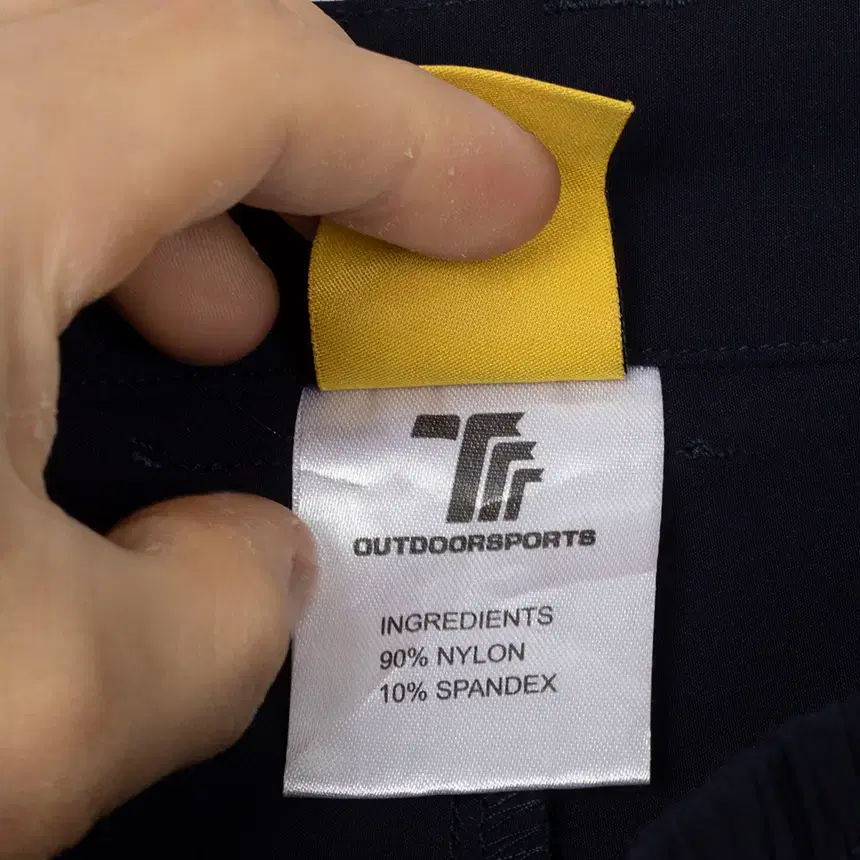 OUTDOORSPORTS
INGREDIENTS
90% NYLON
10% SPANDEX